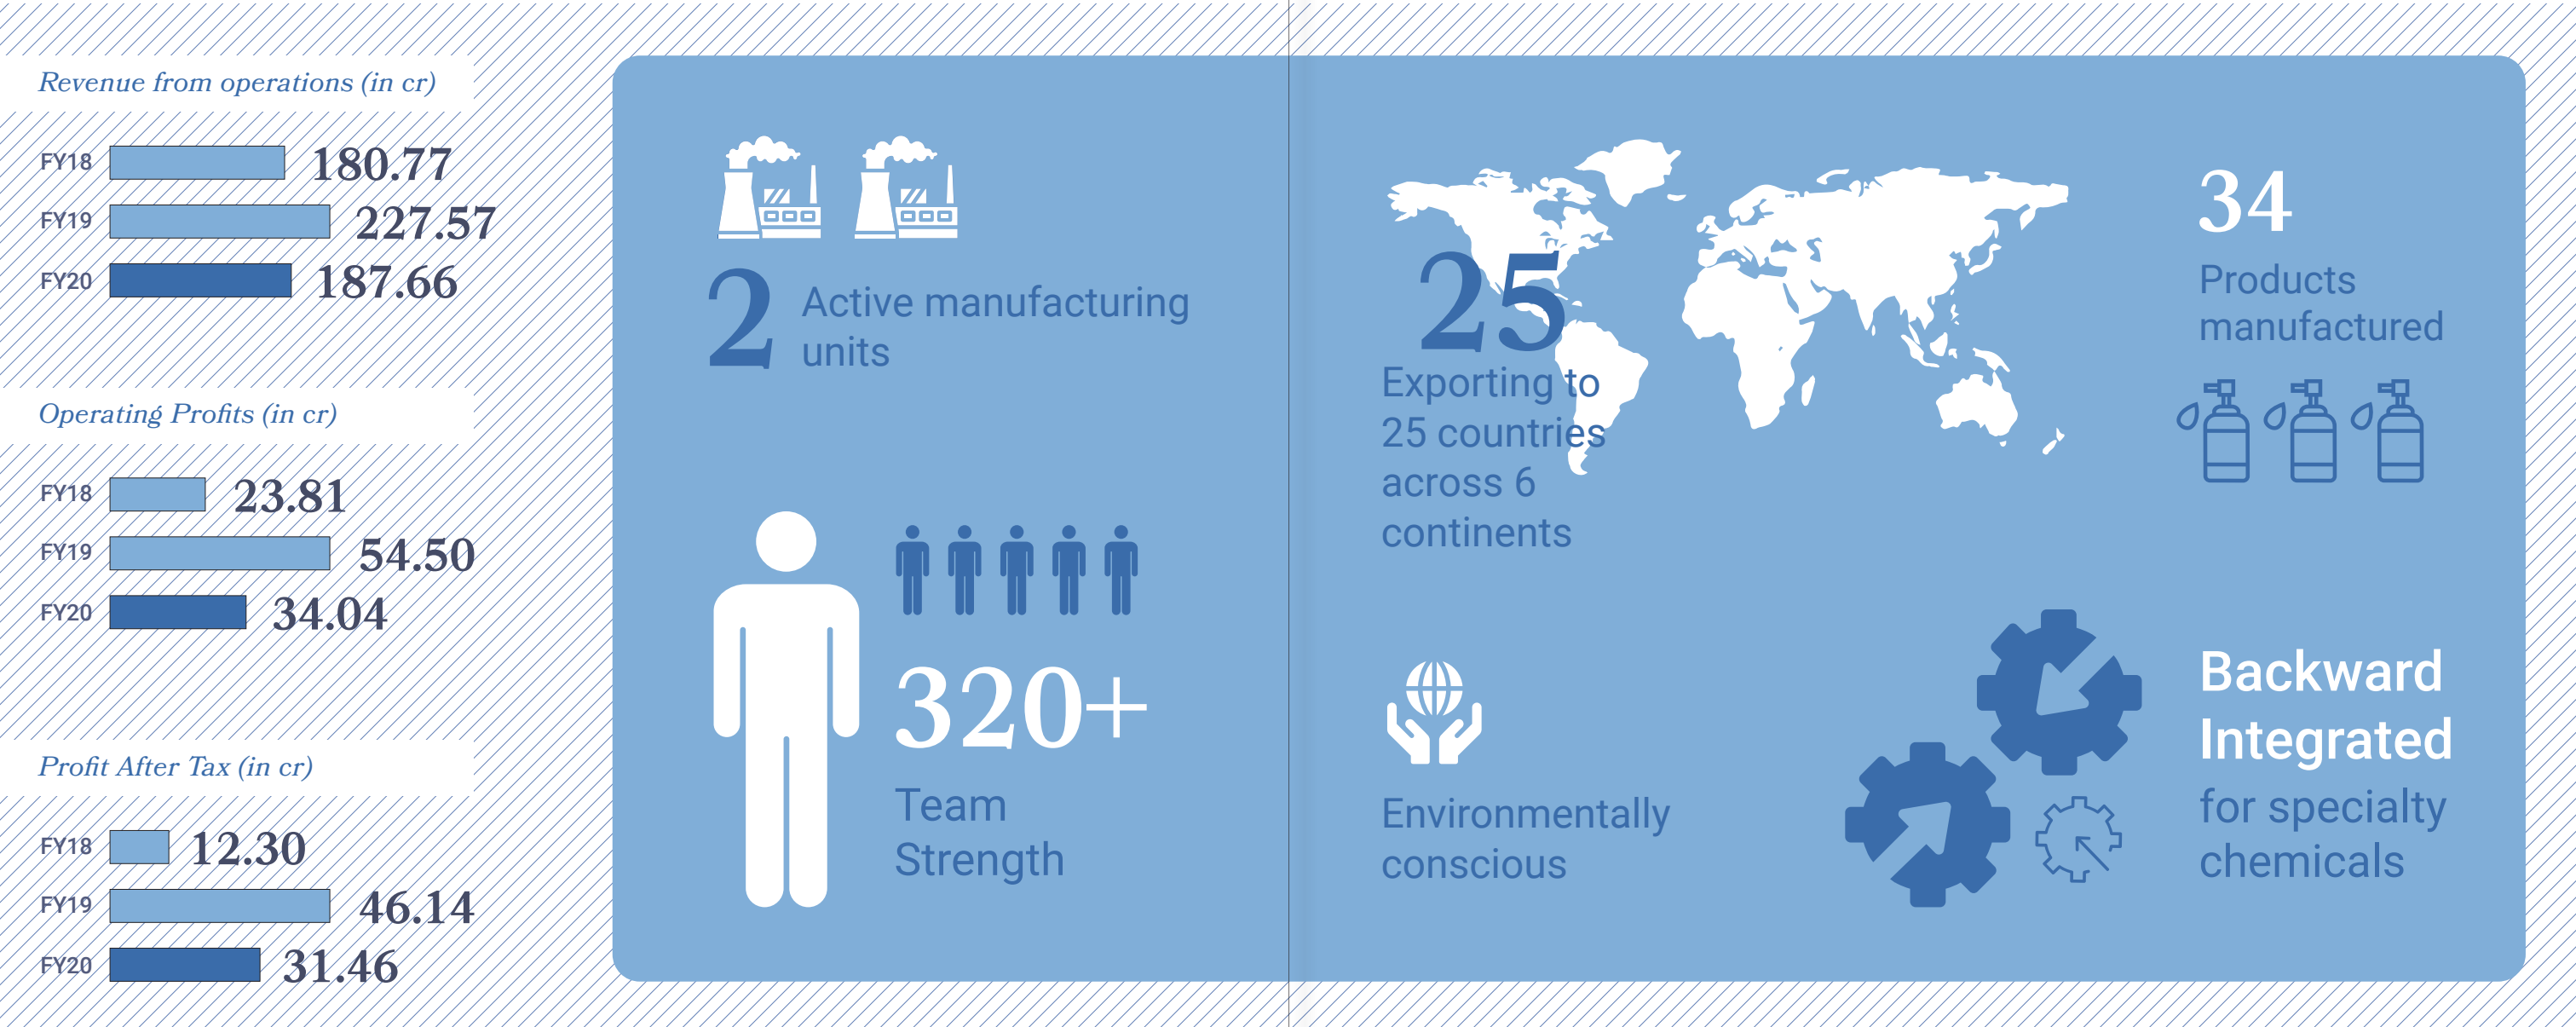 Revenue from operations (in cr)
FY18 180.77
FY19 227.57
FY20 187.66
Operating Profits (in cr)
FY18 23.81
FY19 54.50
FY20 34.04
Profit After Tax (in cr)
FY18 12.30
FY19 46.14
FY20 31.46
2 Active manufacturing
units
320+
Team
Strength
25
Exporting to
25 countries
across 6
continents
34
Products
manufactured
Environmentally
conscious
Backward
Integrated
for specialty
chemicals